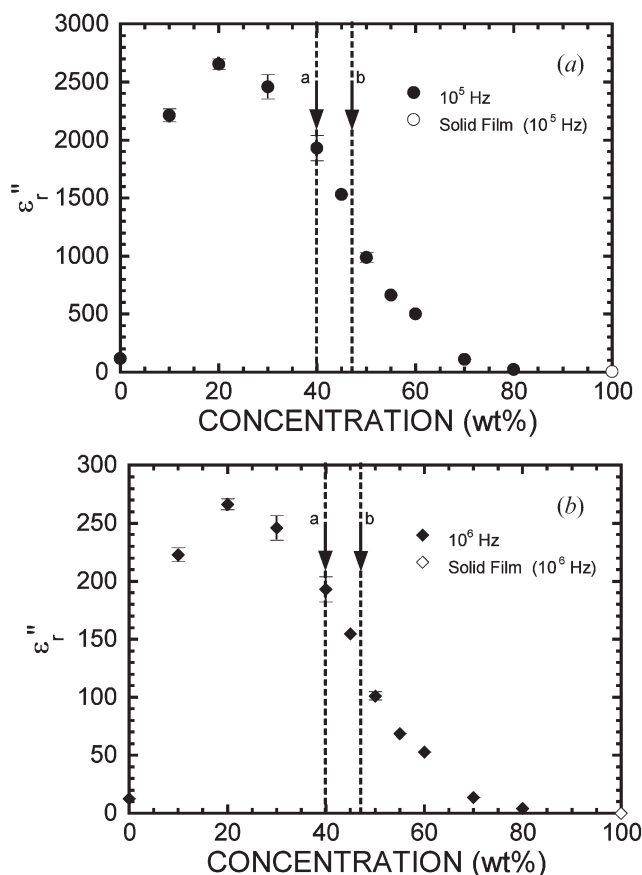 3000
(a)
2500
a
b
10⁵ Hz
2000
Solid Film (10⁵ Hz)
εr"
1500
1000
500
0
0
20
40
60
80
100
CONCENTRATION (wt%)
300
(b)
250
a
b
10⁶ Hz
200
Solid Film (10⁶ Hz)
εr"
150
100
50
0
0
20
40
60
80
100
CONCENTRATION (wt%)